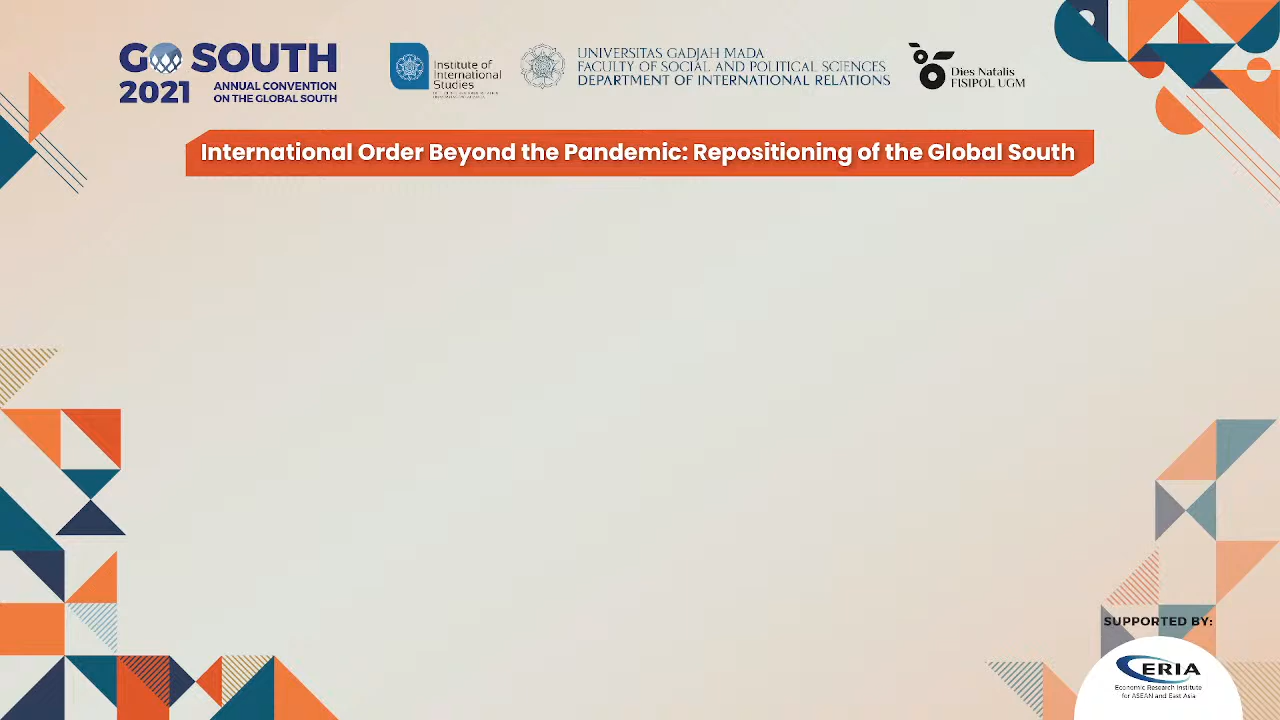 GO SOUTH
2021
ANNUAL CONVENTION
ON THE GLOBAL SOUTH
Institute of
International
Studies
UNIVERSITAS GADJAH MADA
FACULTY OF SOCIAL AND POLITICAL SCIENCES
DEPARTMENT OF INTERNATIONAL RELATIONS
Dies Natalis
FISIPOL UGM
International Order Beyond the Pandemic: Repositioning of the Global South
SUPPORTED BY:
ERIA
Economic Research Institute
for ASEAN and East Asia